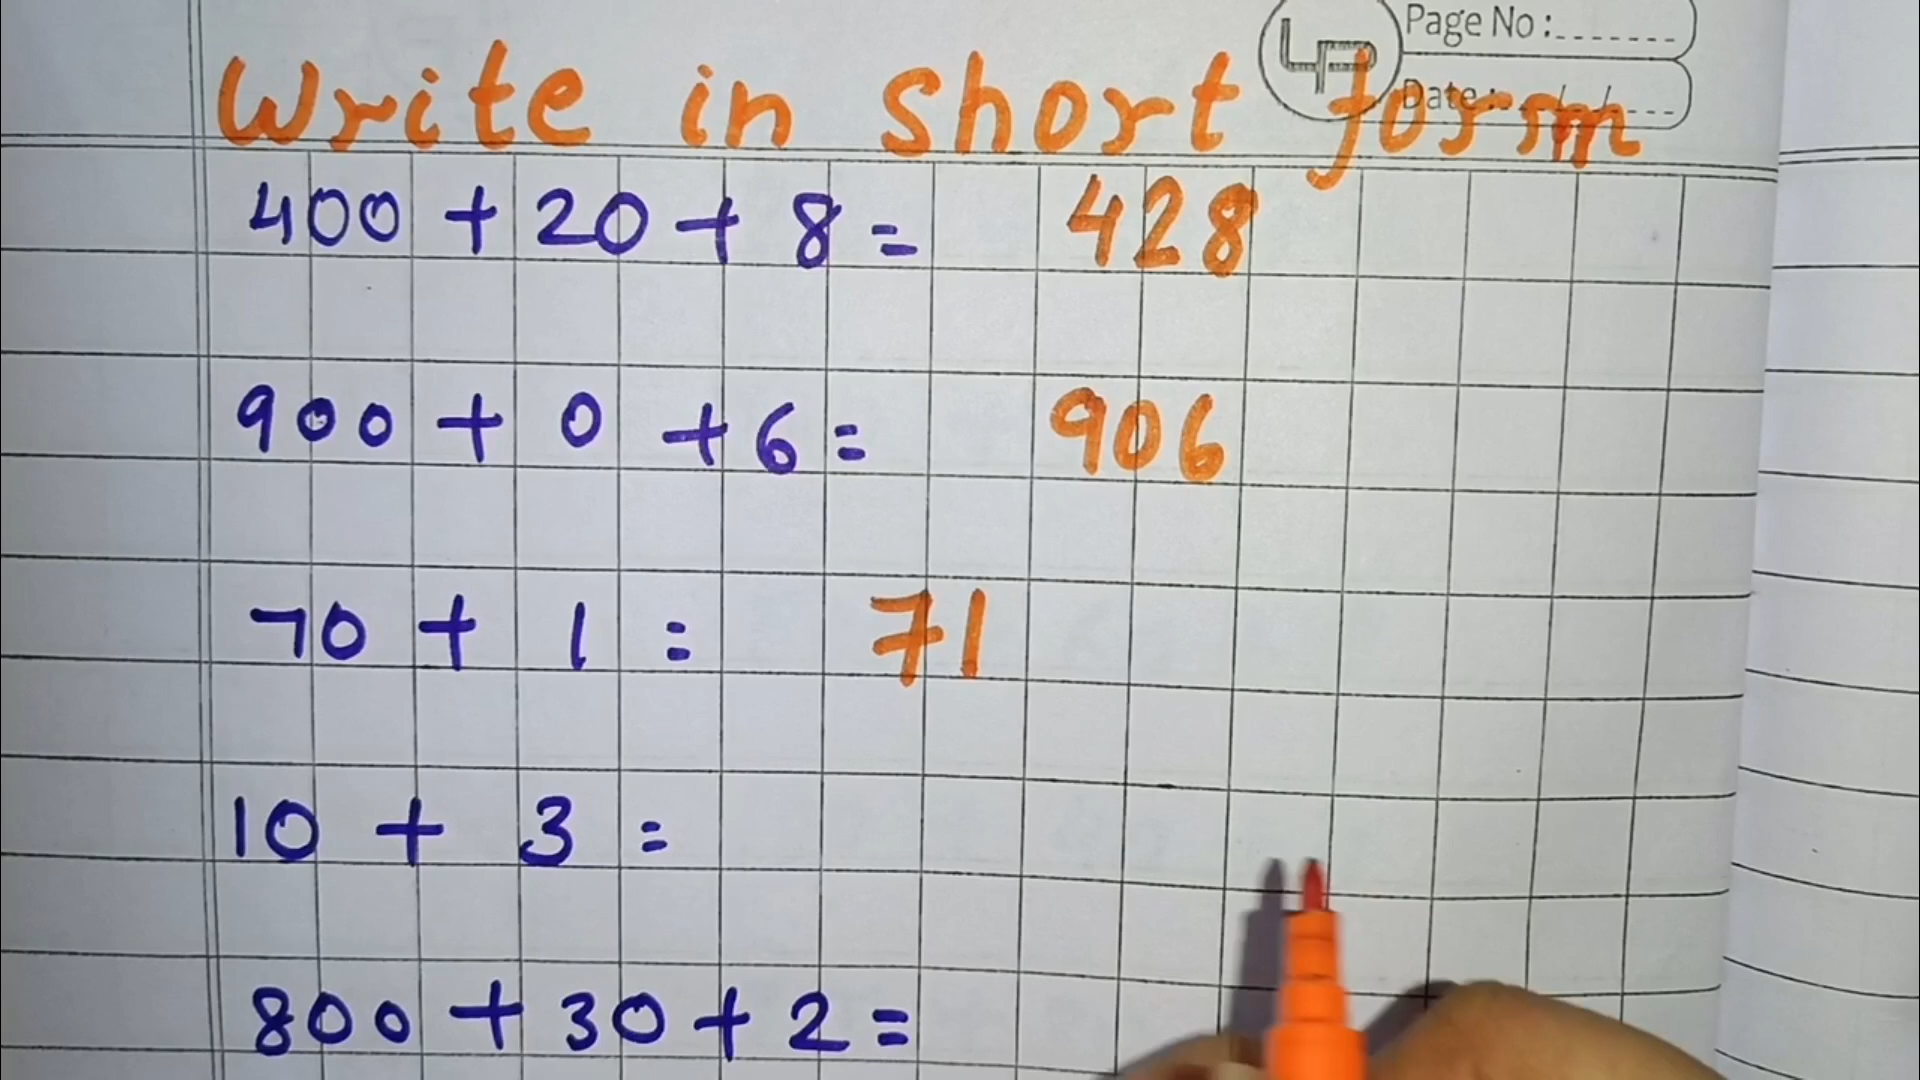 Page No :
Date :
Write in short form
400 + 20 + 8 = 428
900 + 0 + 6 = 906
70 + 1 = 71
10 + 3 =
800 + 30 + 2 =